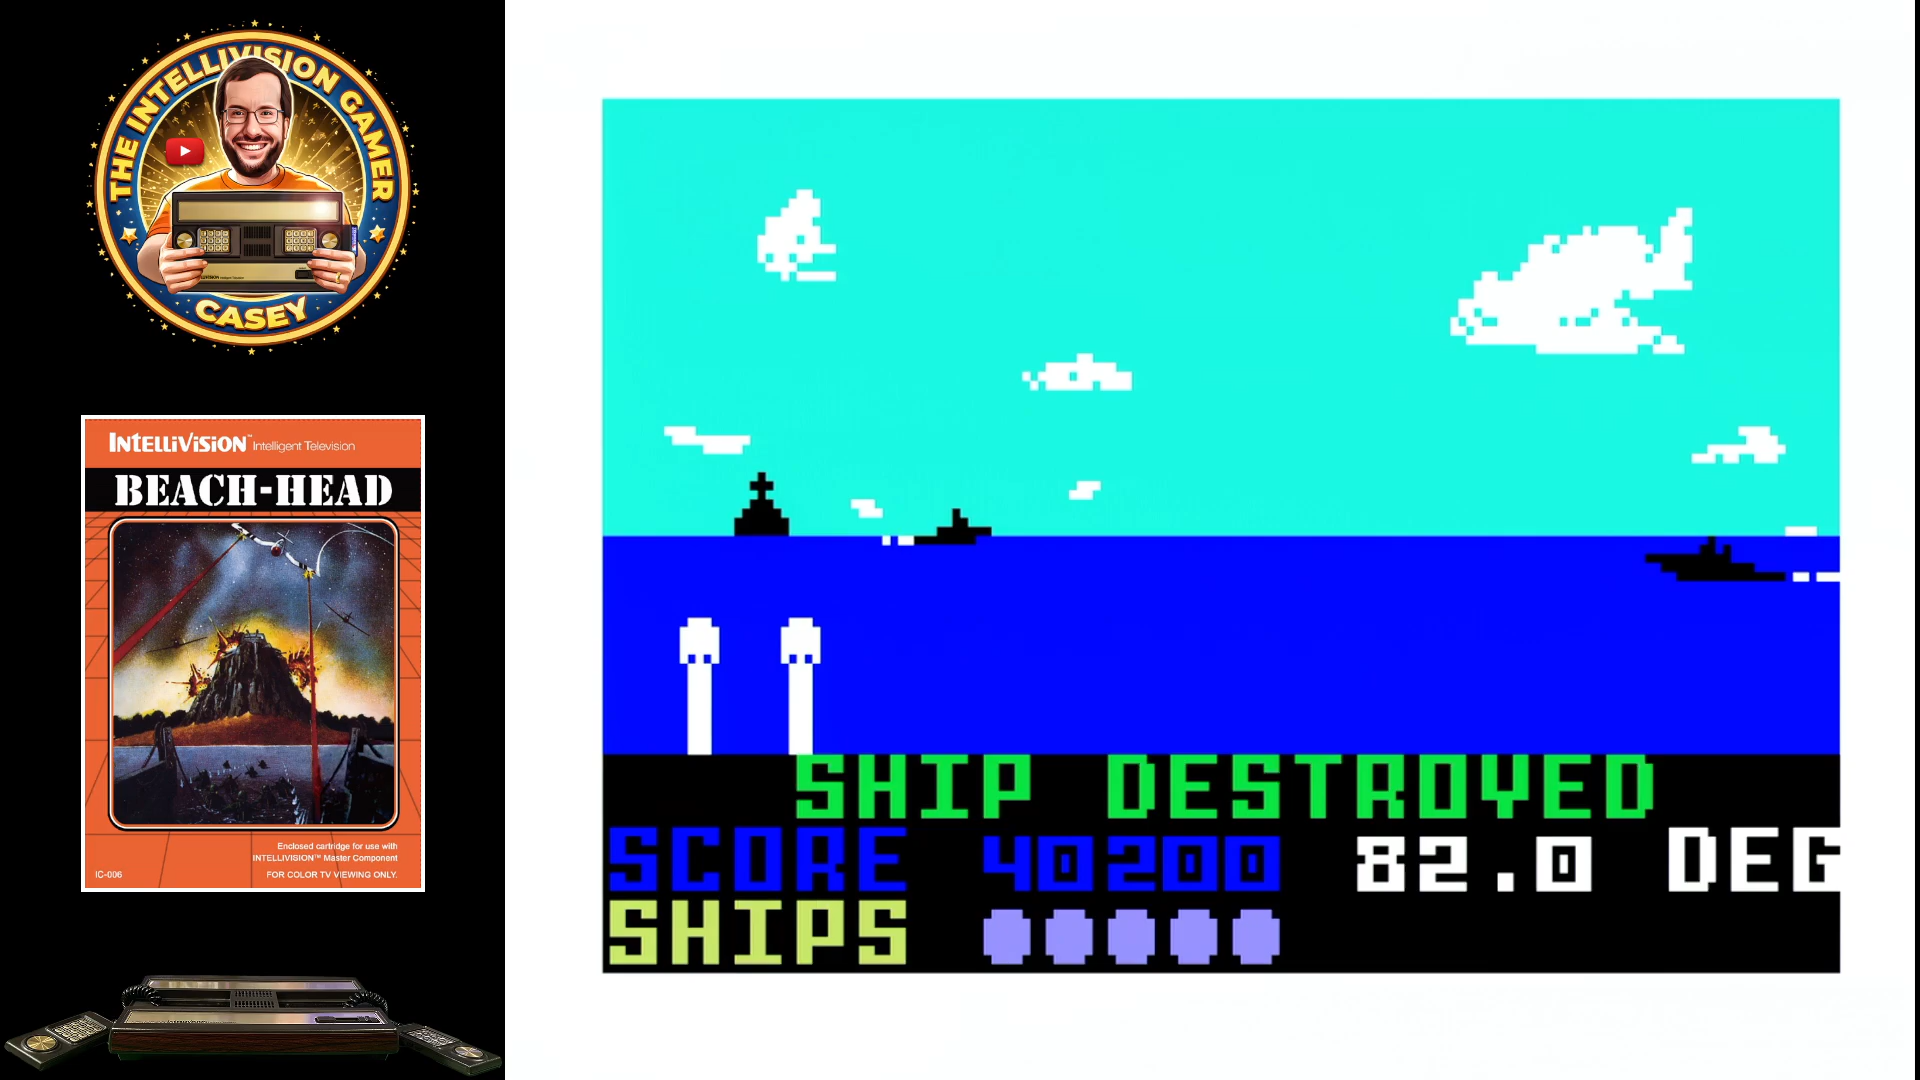 THE INTELLIVISION GAMER
CASEY
INTELLIVISION™ Intelligent Television
BEACH-HEAD
Enclosed cartridge for use with
INTELLIVISION™ Master Component
IC-006
FOR COLOR TV VIEWING ONLY.
SHIP DESTROYED
SCORE 40200 82.0 DEG
SHIPS